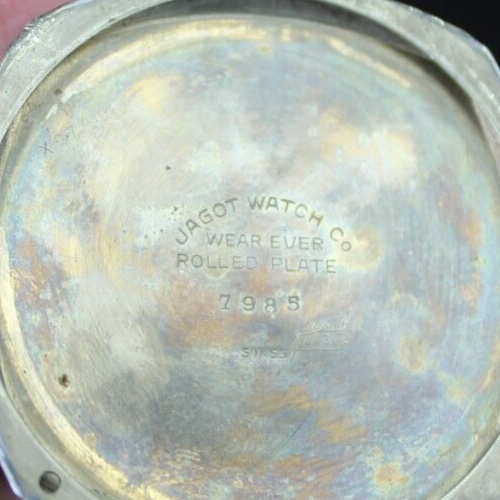 JAGOT WATCH Co
WEAR EVER
ROLLED PLATE
7985